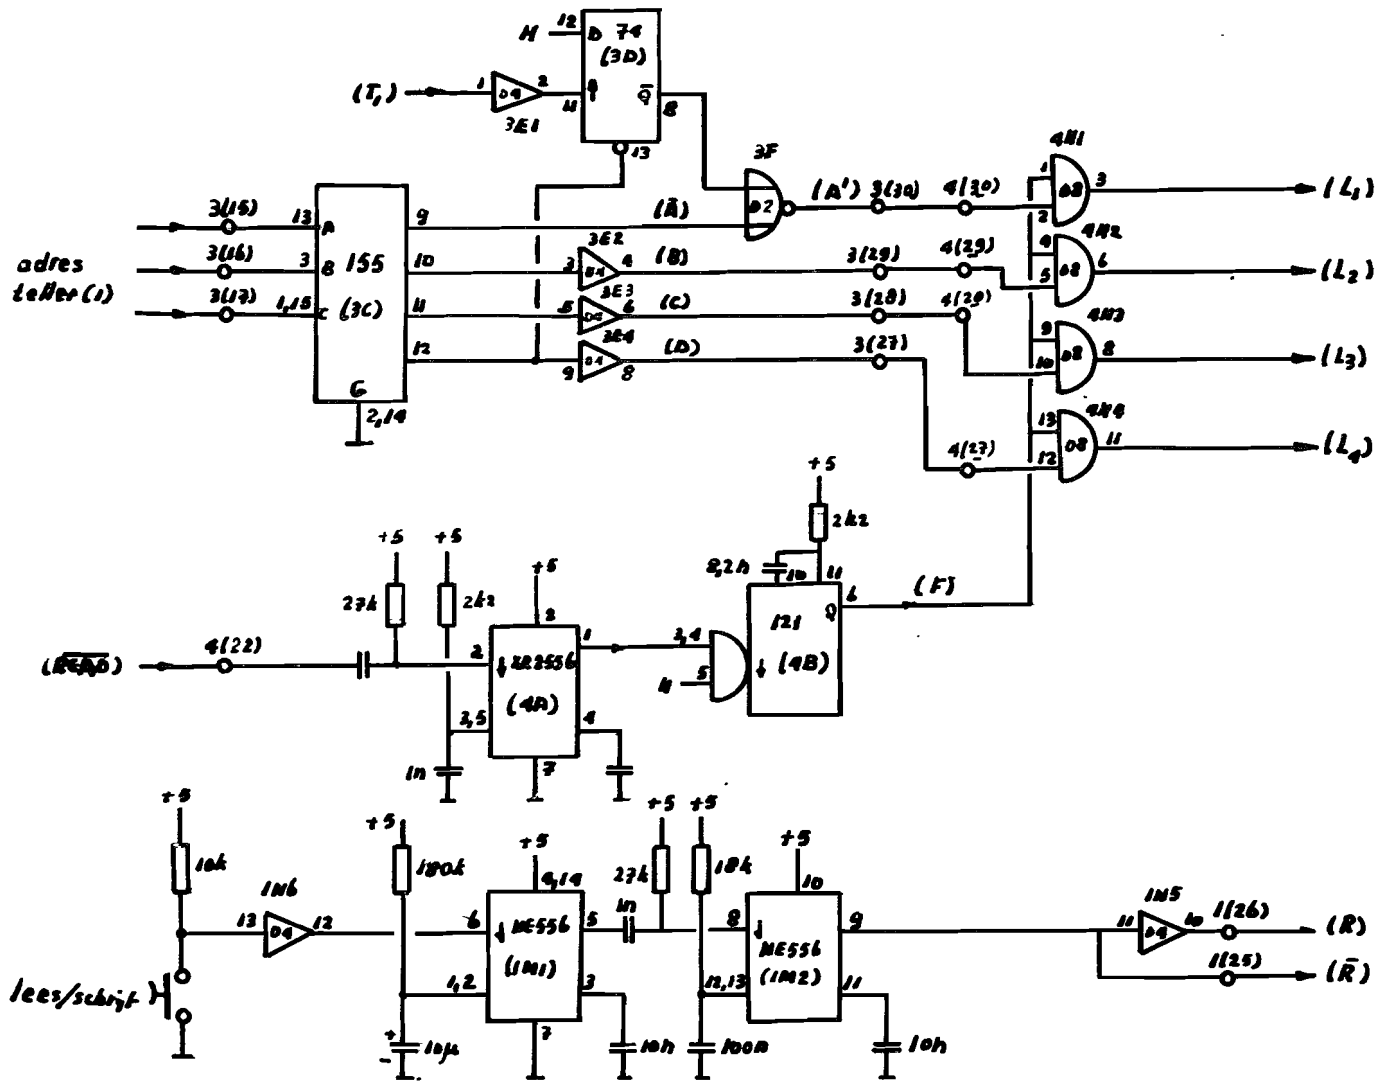 12 D 74
H (3D)
(T₁) 1 D4 2 11 Q̄ 8
3E1
13
3F
4N1
3(15) 13 A 9 (Ā) D2 (A') 3(30) 4(30) 1 2 D8 3 (L₁)
3E2
4N2
3(16) 3 B 155 10 3 D4 4 (B) 3(29) 4(29) 4 5 D8 6 (L₂)
adres
teller(1)
3E3
3(17) 1,15 C (3C) 11 5 D4 6 (C) 3(28) 4(28)
4N3
9 10 D8 8 (L₃)
3E4
12 9 D4 8 (D) 3(27)
G
2,14
4N4
4(27) 13 12 D8 11 (L₄)
+5
2k2
8,2n 10 11
+5 +5 +5
27k 2k2 2
121 Q 6 (F)
(READ) 4(22) 2 556 1 3,4
(4A) H 5 (4B)
3,5 4
1n 7
+5
10k
+5 +5 +5 +5 +5
180k 4,14 27k 18k 10
1N6
13 D4 12 6 NE556 5 1n 8 NE556 9
(1M1) (1M2)
1N5
11 D4 10 1(26) (R)
1(25) (R̄)
lees/schrijf
1,2 3 12,13 11
+ - 10µ 7 10n 100n 10n